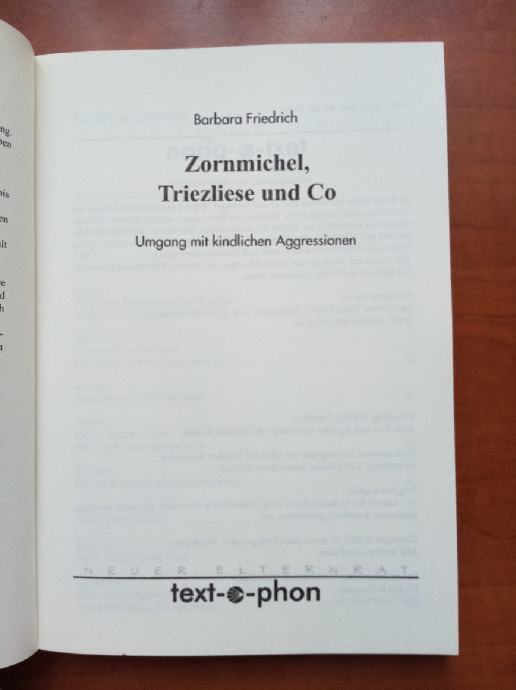 Barbara Friedrich
Zornmichel,
Triezliese und Co
Umgang mit kindlichen Aggressionen
NEUER ELTERNRAT
text-o-phon